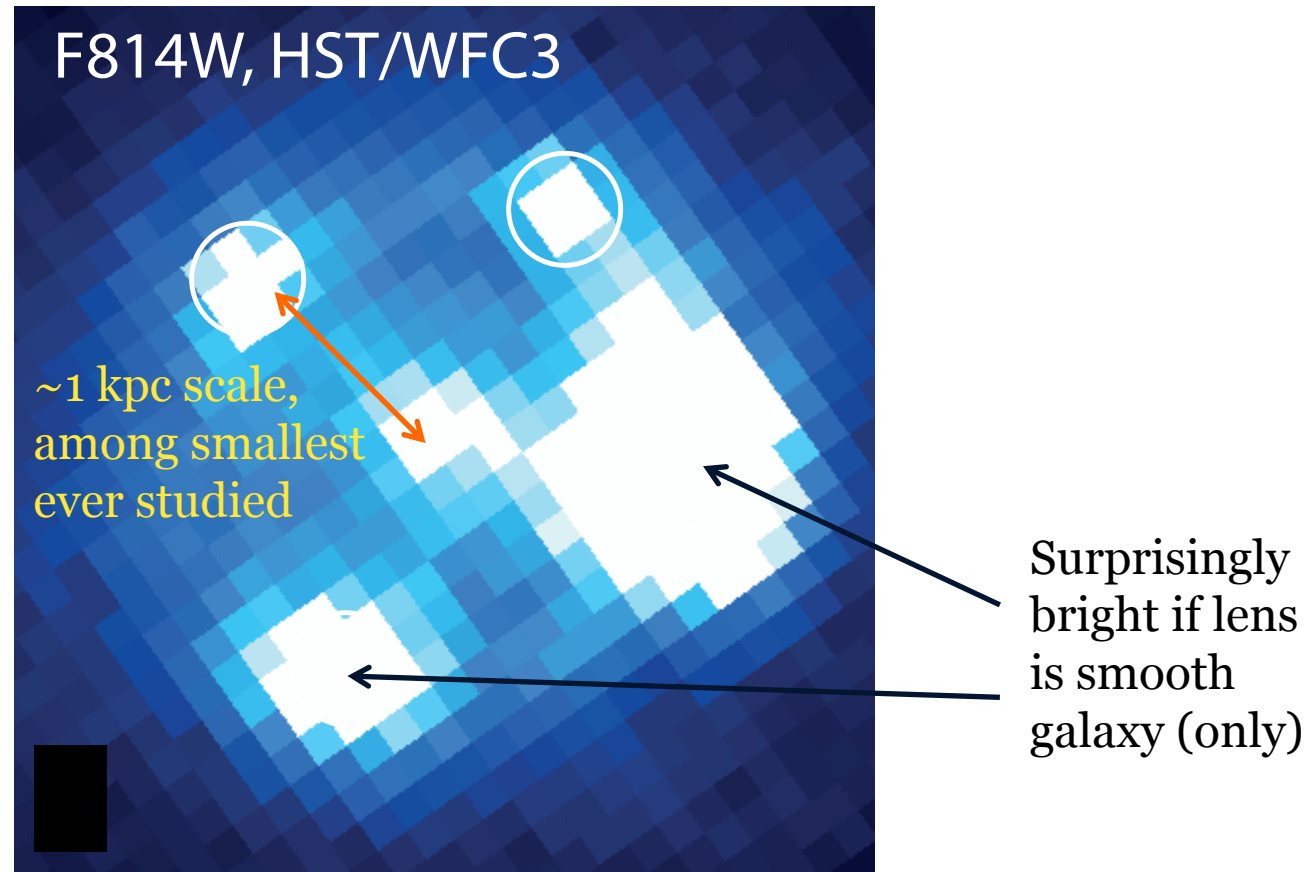 F814W, HST/WFC3
~1 kpc scale,
among smallest
ever studied
Surprisingly
bright if lens
is smooth
galaxy (only)